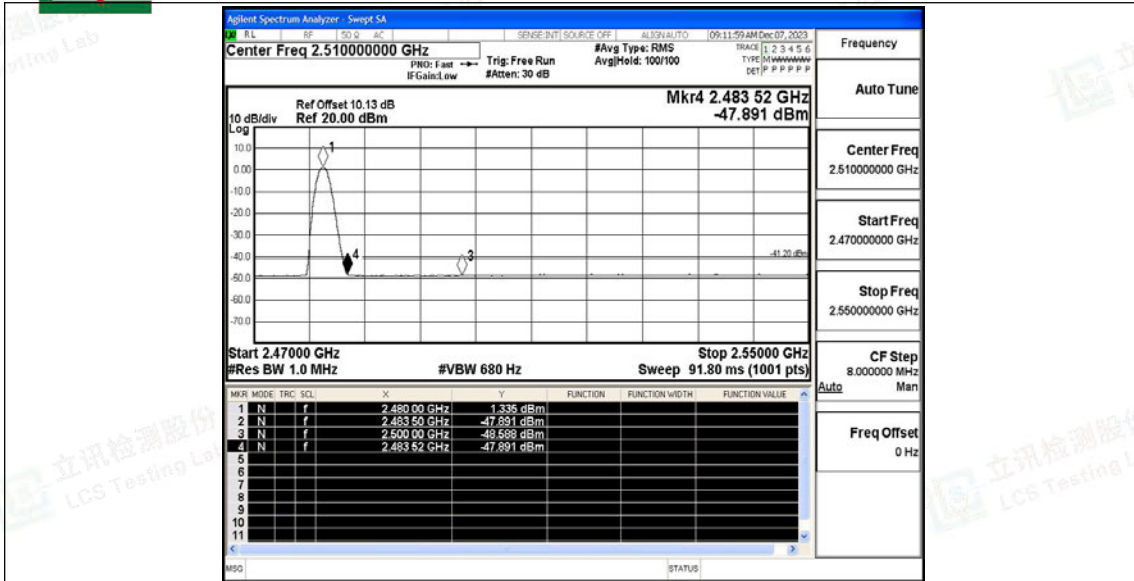 Agilent Spectrum Analyzer - Swept SA
RL RF 50 Ω AC SENSE:INT SOURCE OFF ALIGN AUTO 09:11:59 AM Dec 07, 2023
Center Freq 2.510000000 GHz
PNO: Fast
IFGain:Low
Trig: Free Run
#Atten: 30 dB
#Avg Type: RMS
Avg|Hold: 100/100
TRACE 1 2 3 4 5 6
TYPE M W W W W W
DET P P P P P P
Frequency
Auto Tune
Mkr4 2.483 52 GHz
-47.891 dBm
Ref Offset 10.13 dB
Ref 20.00 dBm
10 dB/div
Log
10.0
0.00
-10.0
-20.0
-30.0
-40.0
-50.0
-60.0
-70.0
1
4
3
-41.20 dBm
Center Freq
2.510000000 GHz
Start Freq
2.470000000 GHz
Stop Freq
2.550000000 GHz
CF Step
8.000000 MHz
Auto Man
Freq Offset
0 Hz
Start 2.47000 GHz Stop 2.55000 GHz
#Res BW 1.0 MHz #VBW 680 Hz Sweep 91.80 ms (1001 pts)
MKR MODE TRC SCL X Y FUNCTION FUNCTION WIDTH FUNCTION VALUE
1 N f 2.480 00 GHz 1.335 dBm
2 N f 2.483 50 GHz -47.891 dBm
3 N f 2.500 00 GHz -48.588 dBm
4 N f 2.483 52 GHz -47.891 dBm
5
6
7
8
9
10
11
MSG STATUS
立讯检测股份
LCS Testing Lab
立讯检测股份
LCS Testing L